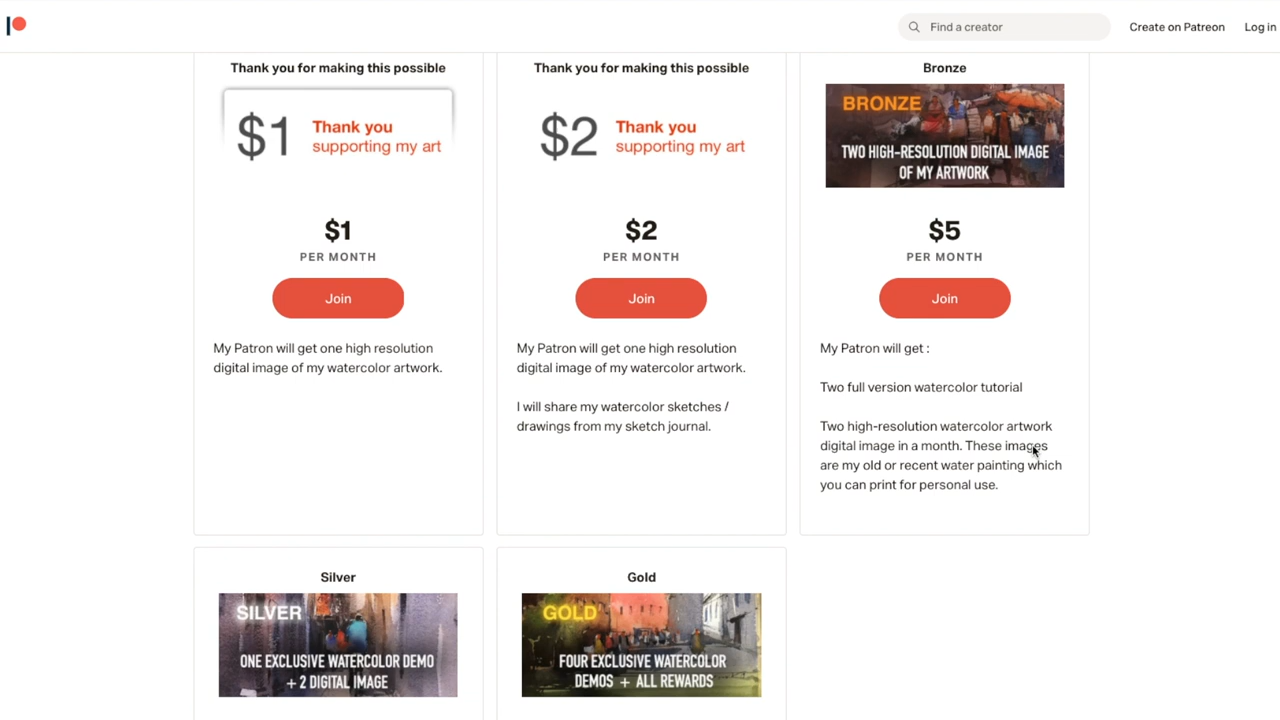 Find a creator
Create on Patreon
Log in
Thank you for making this possible
$1 Thank you
supporting my art
$1
PER MONTH
Join
My Patron will get one high resolution
digital image of my watercolor artwork.
Thank you for making this possible
$2 Thank you
supporting my art
$2
PER MONTH
Join
My Patron will get one high resolution
digital image of my watercolor artwork.
I will share my watercolor sketches /
drawings from my sketch journal.
Bronze
BRONZE
TWO HIGH-RESOLUTION DIGITAL IMAGE
OF MY ARTWORK
$5
PER MONTH
Join
My Patron will get :
Two full version watercolor tutorial
Two high-resolution watercolor artwork
digital image in a month. These images
are my old or recent water painting which
you can print for personal use.
Silver
SILVER
ONE EXCLUSIVE WATERCOLOR DEMO
+ 2 DIGITAL IMAGE
Gold
GOLD
FOUR EXCLUSIVE WATERCOLOR
DEMOS + ALL REWARDS